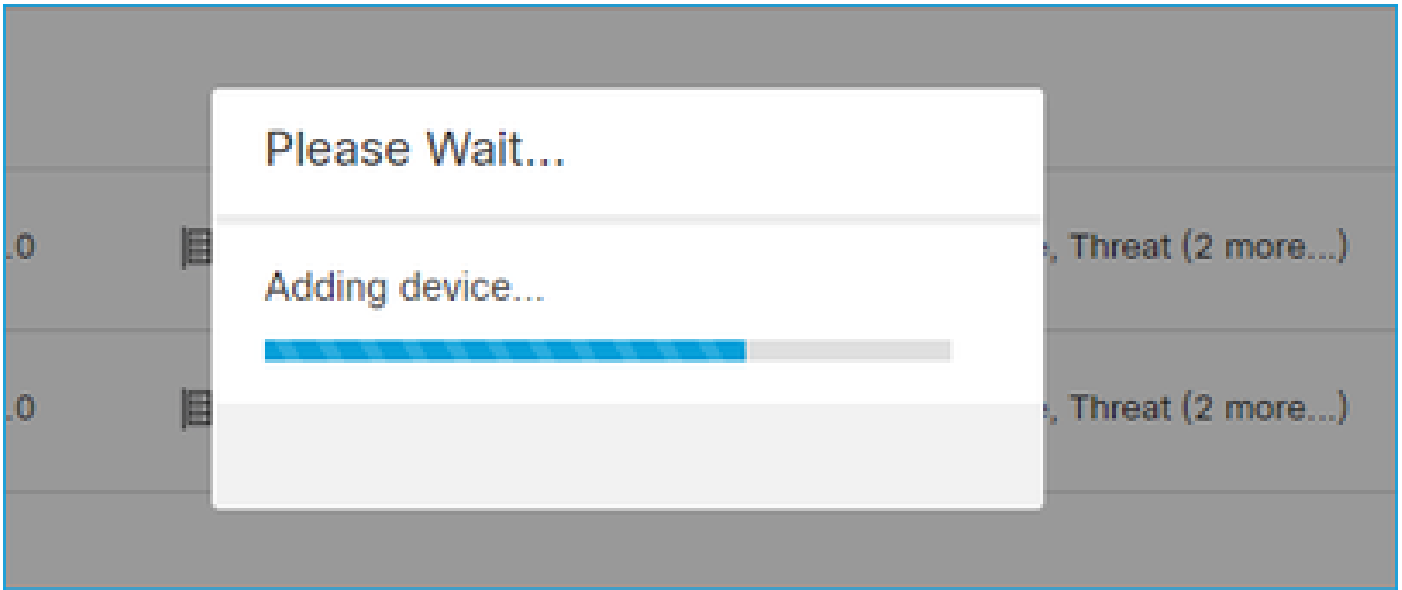 Please Wait...
.0
, Threat (2 more...)
Adding device...
.0
, Threat (2 more...)